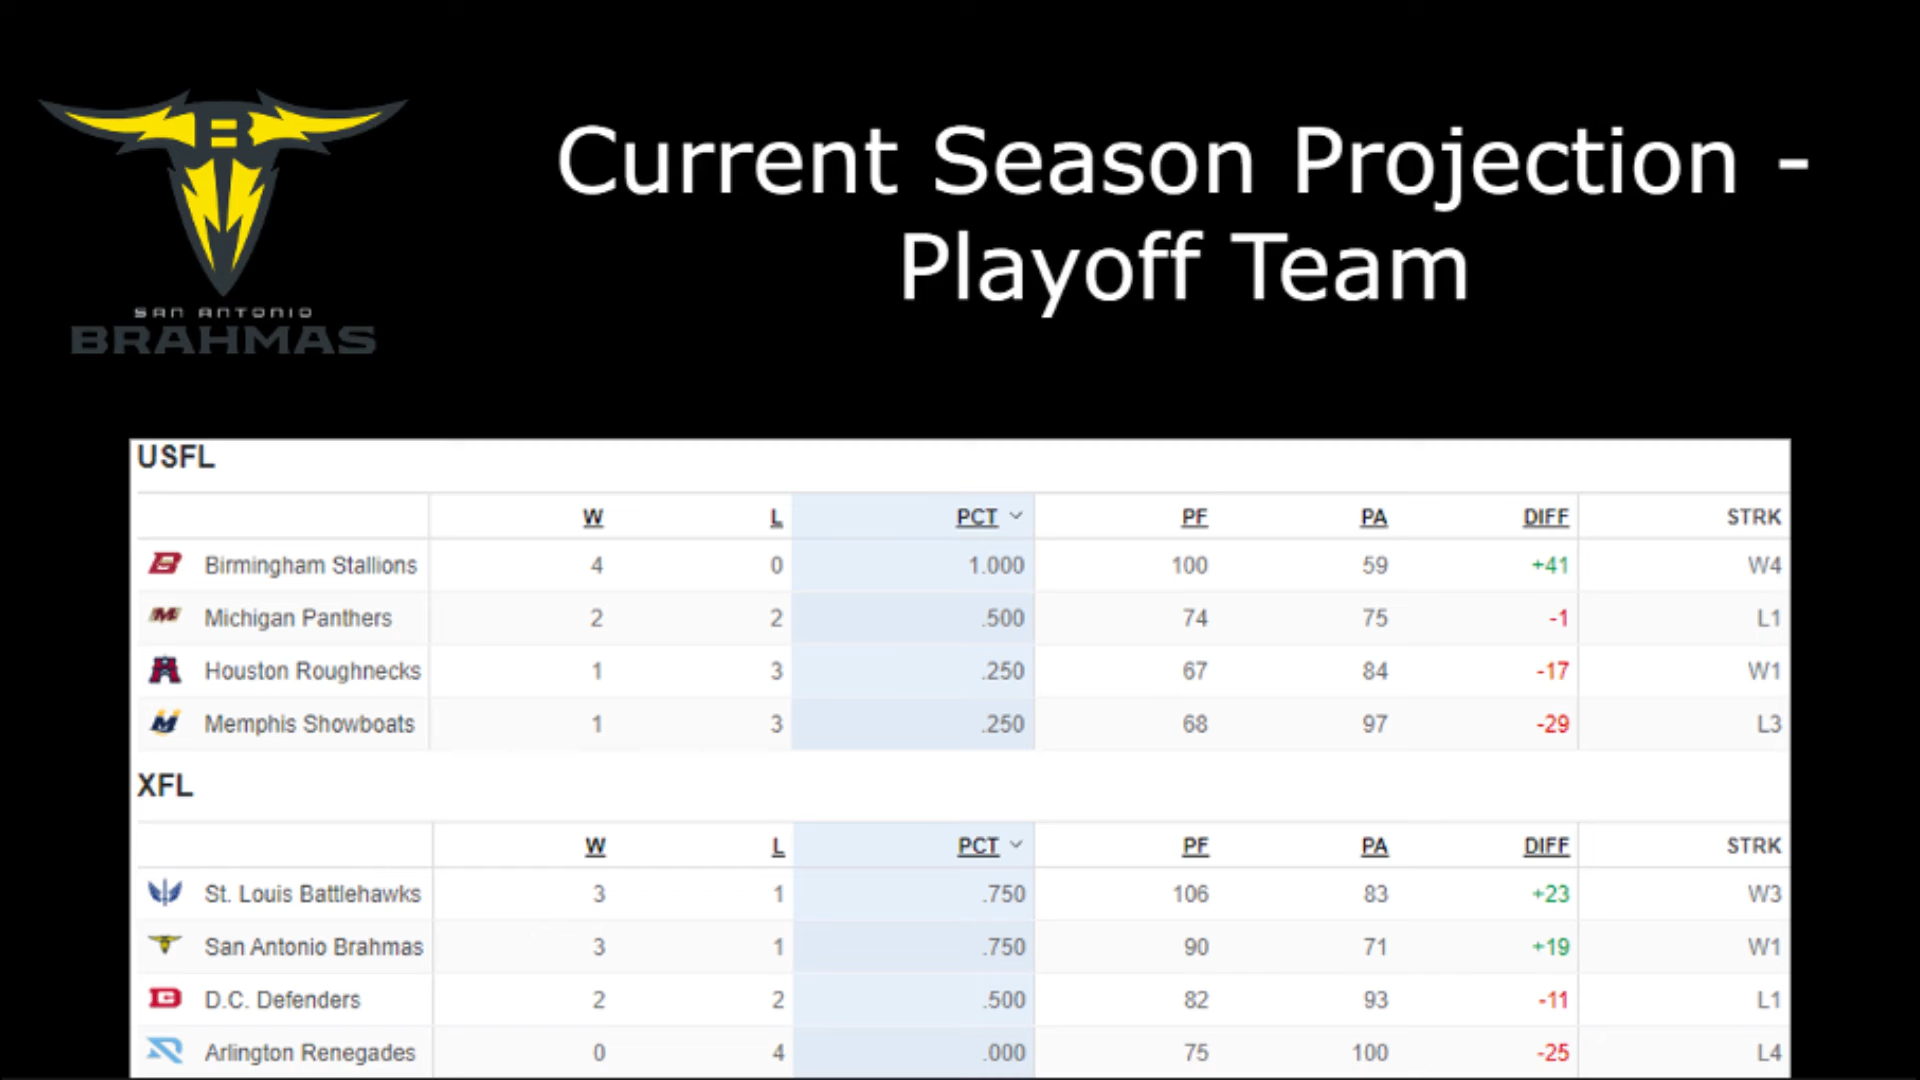 B
SAN ANTONIO
BRAHMAS
Current Season Projection -
Playoff Team
USFL
W L PCT PF PA DIFF STRK
Birmingham Stallions 4 0 1.000 100 59 +41 W4
Michigan Panthers 2 2 .500 74 75 -1 L1
Houston Roughnecks 1 3 .250 67 84 -17 W1
Memphis Showboats 1 3 .250 68 97 -29 L3
XFL
W L PCT PF PA DIFF STRK
St. Louis Battlehawks 3 1 .750 106 83 +23 W3
San Antonio Brahmas 3 1 .750 90 71 +19 W1
D.C. Defenders 2 2 .500 82 93 -11 L1
Arlington Renegades 0 4 .000 75 100 -25 L4